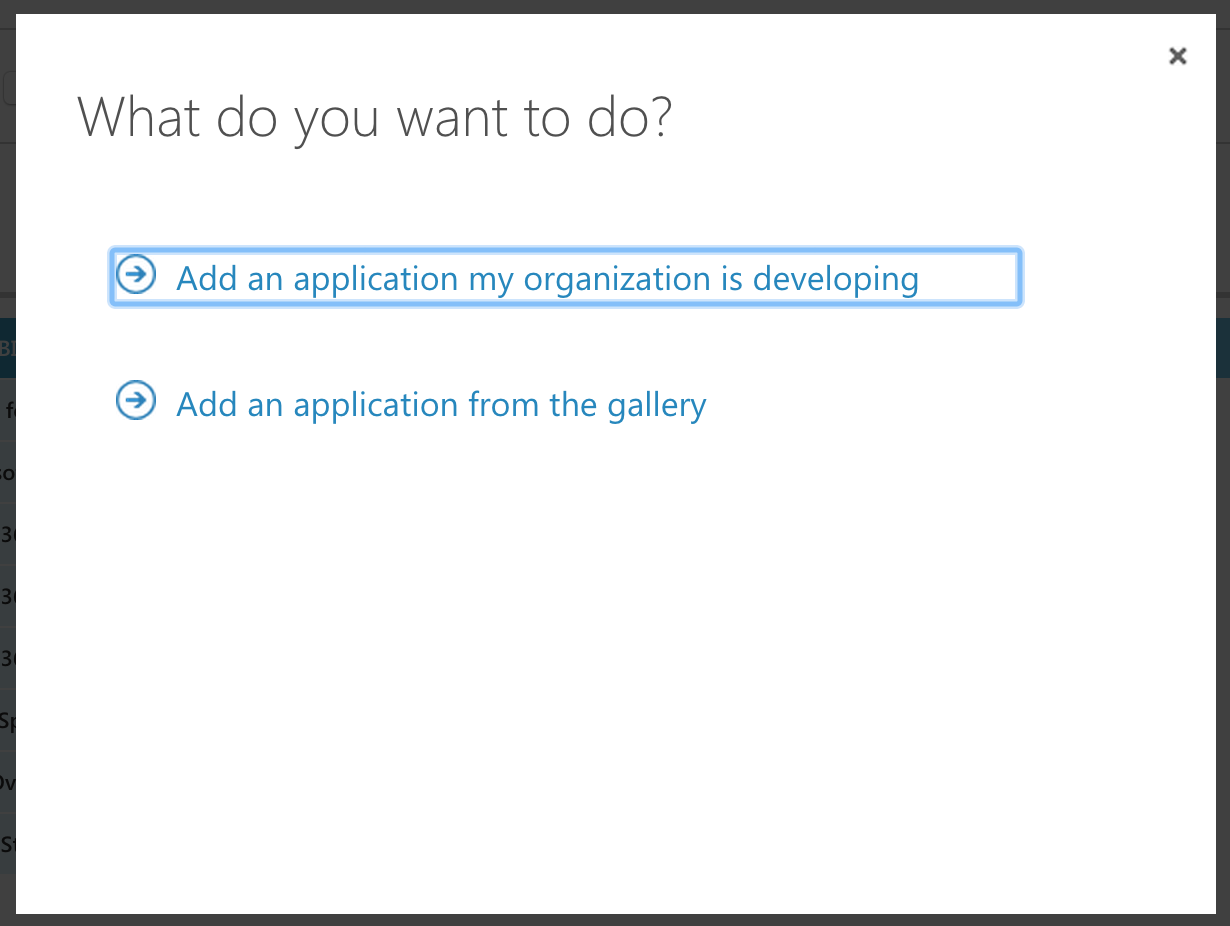 What do you want to do?
Add an application my organization is developing
Add an application from the gallery